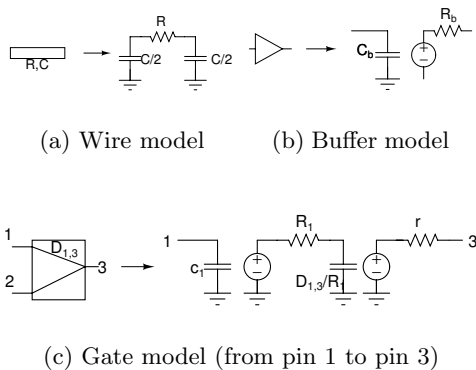 R
R,C
C/2
C/2
R_b
C_b
(a) Wire model
(b) Buffer model
1
D_{1,3}
3
2
1
c_1
R_1
D_{1,3}/R_1
r
3
(c) Gate model (from pin 1 to pin 3)